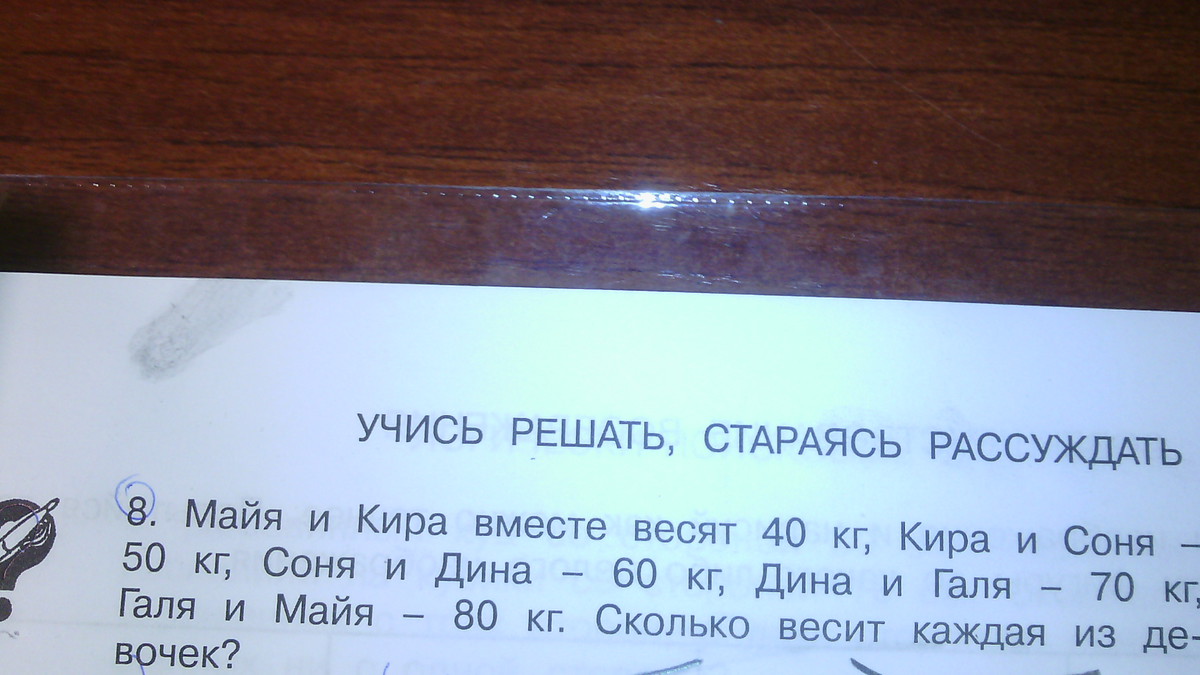 УЧИСЬ РЕШАТЬ, СТАРАЯСЬ РАССУЖДАТЬ
8. Майя и Кира вместе весят 40 кг, Кира и Соня –
50 кг, Соня и Дина – 60 кг, Дина и Галя – 70 кг,
Галя и Майя – 80 кг. Сколько весит каждая из де-
вочек?